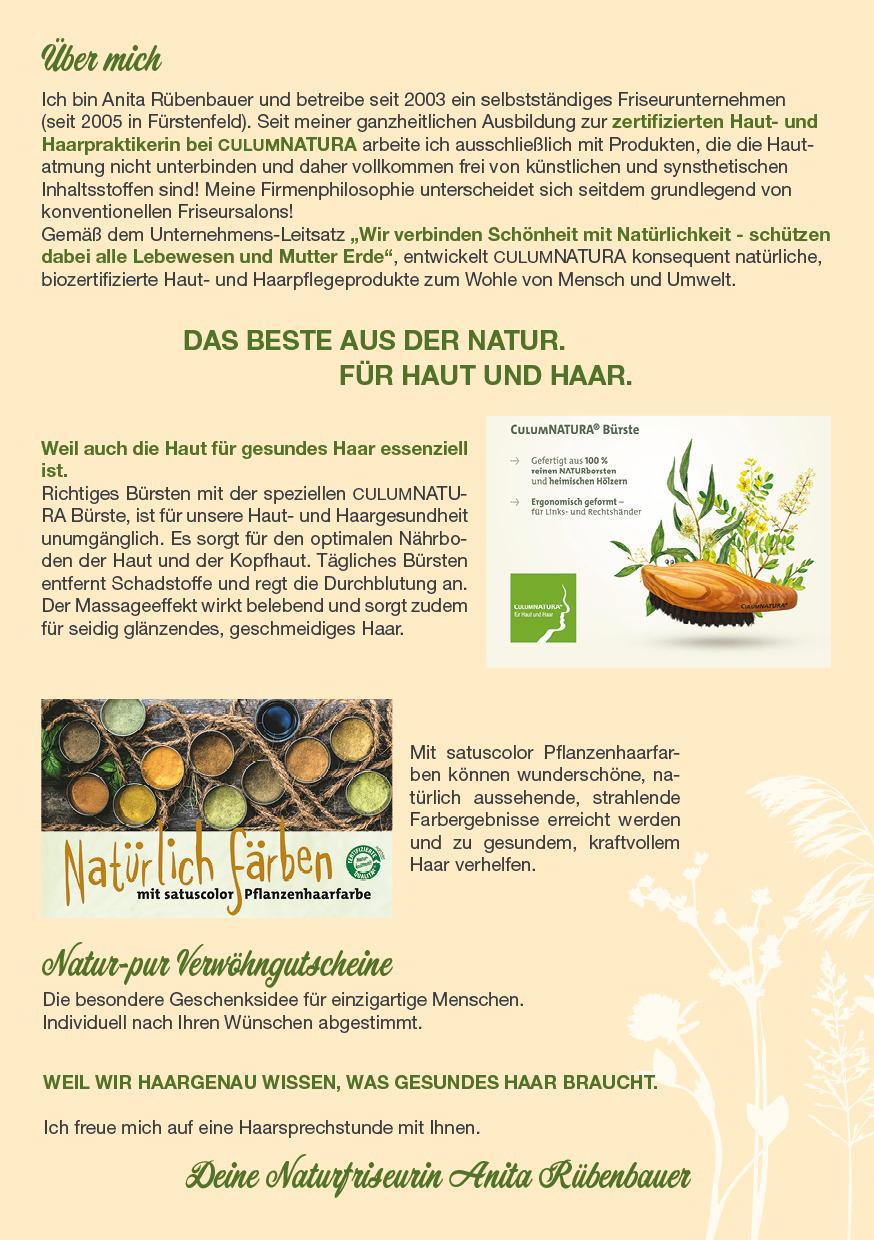 Über mich
Ich bin Anita Rübenbauer und betreibe seit 2003 ein selbstständiges Friseurunternehmen
(seit 2005 in Fürstenfeld). Seit meiner ganzheitlichen Ausbildung zur zertifizierten Haut- und
Haarpraktikerin bei CULUMNATURA arbeite ich ausschließlich mit Produkten, die die Haut-
atmung nicht unterbinden und daher vollkommen frei von künstlichen und synsthetischen
Inhaltsstoffen sind! Meine Firmenphilosophie unterscheidet sich seitdem grundlegend von
konventionellen Friseursalons!
Gemäß dem Unternehmens-Leitsatz „Wir verbinden Schönheit mit Natürlichkeit - schützen
dabei alle Lebewesen und Mutter Erde“, entwickelt CULUMNATURA konsequent natürliche,
biozertifizierte Haut- und Haarpflegeprodukte zum Wohle von Mensch und Umwelt.
DAS BESTE AUS DER NATUR.
FÜR HAUT UND HAAR.
Weil auch die Haut für gesundes Haar essenziell
ist.
Richtiges Bürsten mit der speziellen CULUMNATU-
RA Bürste, ist für unsere Haut- und Haargesundheit
unumgänglich. Es sorgt für den optimalen Nährbo-
den der Haut und der Kopfhaut. Tägliches Bürsten
entfernt Schadstoffe und regt die Durchblutung an.
Der Massageeffekt wirkt belebend und sorgt zudem
für seidig glänzendes, geschmeidiges Haar.
CULUMNATURA® Bürste
→ Gefertigt aus 100 %
reinen NATURborsten
und heimischen Hölzern
→ Ergonomisch geformt –
für Links- und Rechtshänder
CULUMNATURA®
für Haut und Haar
CULUMNATURA®
Natürlich färben
mit satuscolor Pflanzenhaarfarbe
Mit satuscolor Pflanzenhaarfar-
ben können wunderschöne, na-
türlich aussehende, strahlende
Farbergebnisse erreicht werden
und zu gesundem, kraftvollem
Haar verhelfen.
Natur-pur Verwöhngutscheine
Die besondere Geschenksidee für einzigartige Menschen.
Individuell nach Ihren Wünschen abgestimmt.
WEIL WIR HAARGENAU WISSEN, WAS GESUNDES HAAR BRAUCHT.
Ich freue mich auf eine Haarsprechstunde mit Ihnen.
Deine Naturfriseurin Anita Rübenbauer